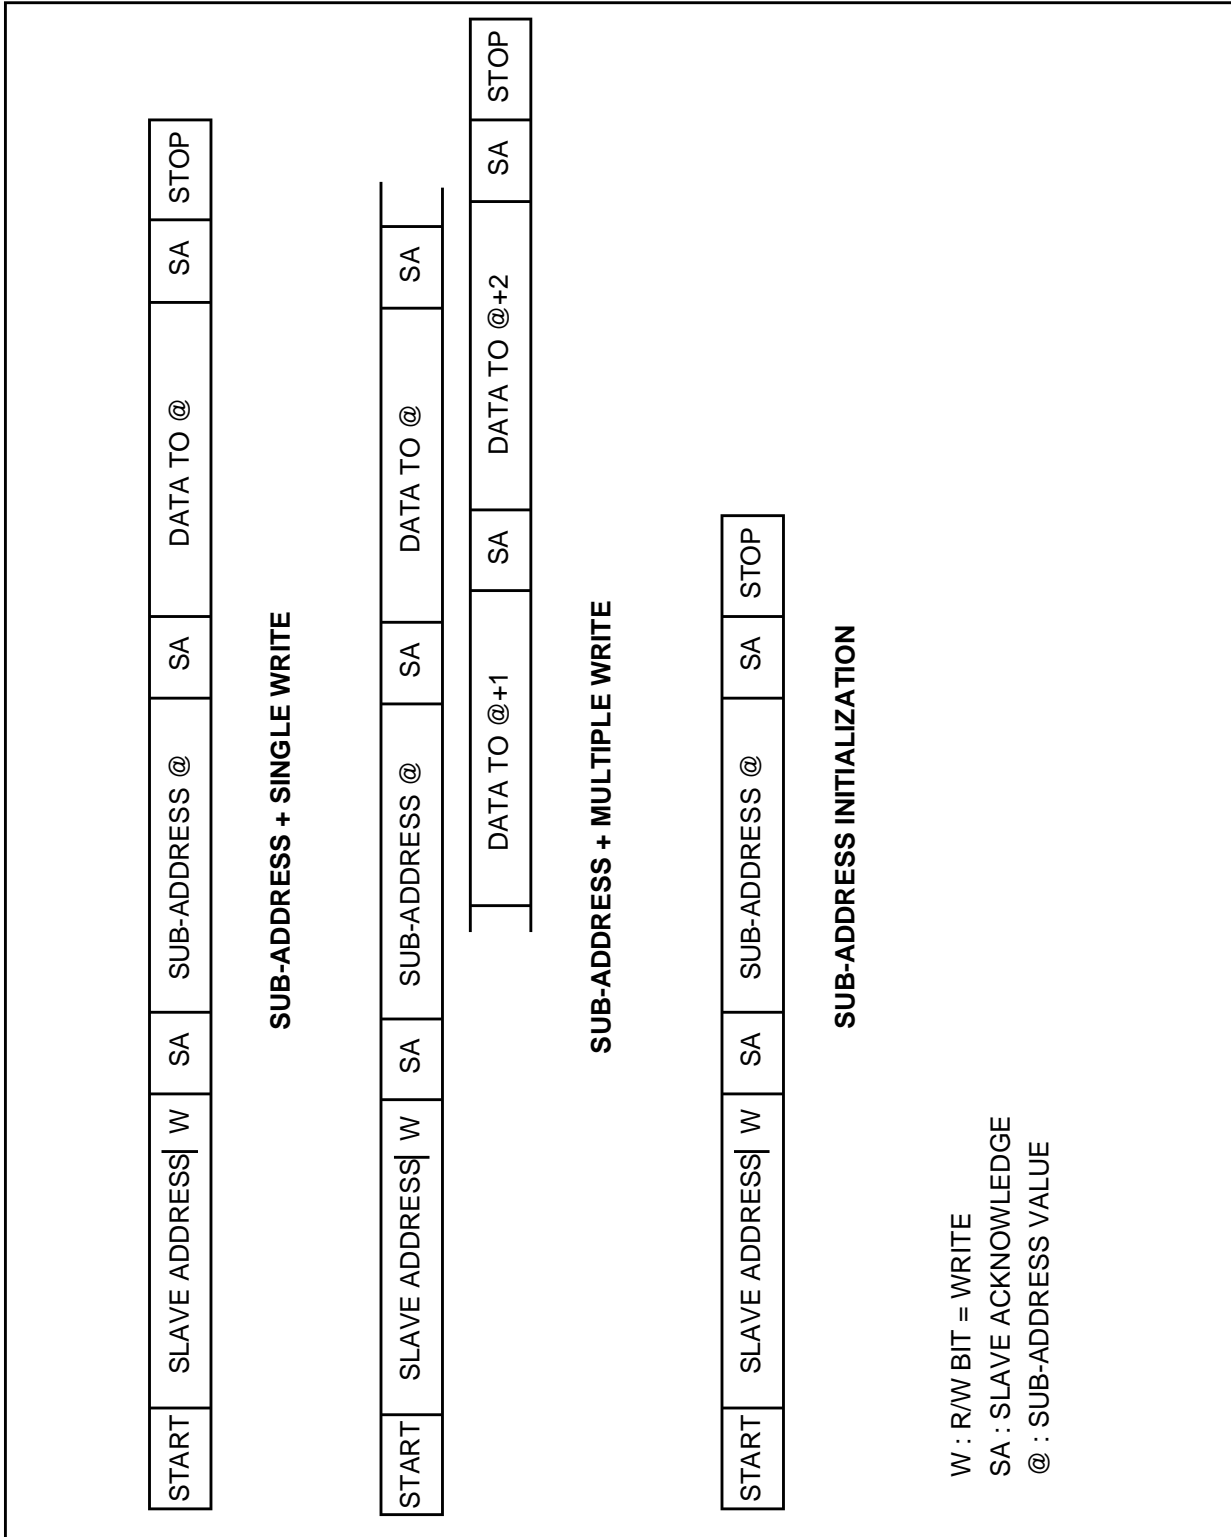 START SLAVE ADDRESS W SA SUB-ADDRESS @ SA DATA TO @ SA STOP
SUB-ADDRESS + SINGLE WRITE
START SLAVE ADDRESS W SA SUB-ADDRESS @ SA DATA TO @ SA
DATA TO @+1 SA DATA TO @+2 SA STOP
SUB-ADDRESS + MULTIPLE WRITE
START SLAVE ADDRESS W SA SUB-ADDRESS @ SA STOP
SUB-ADDRESS INITIALIZATION
W : R/W BIT = WRITE
SA : SLAVE ACKNOWLEDGE
@ : SUB-ADDRESS VALUE